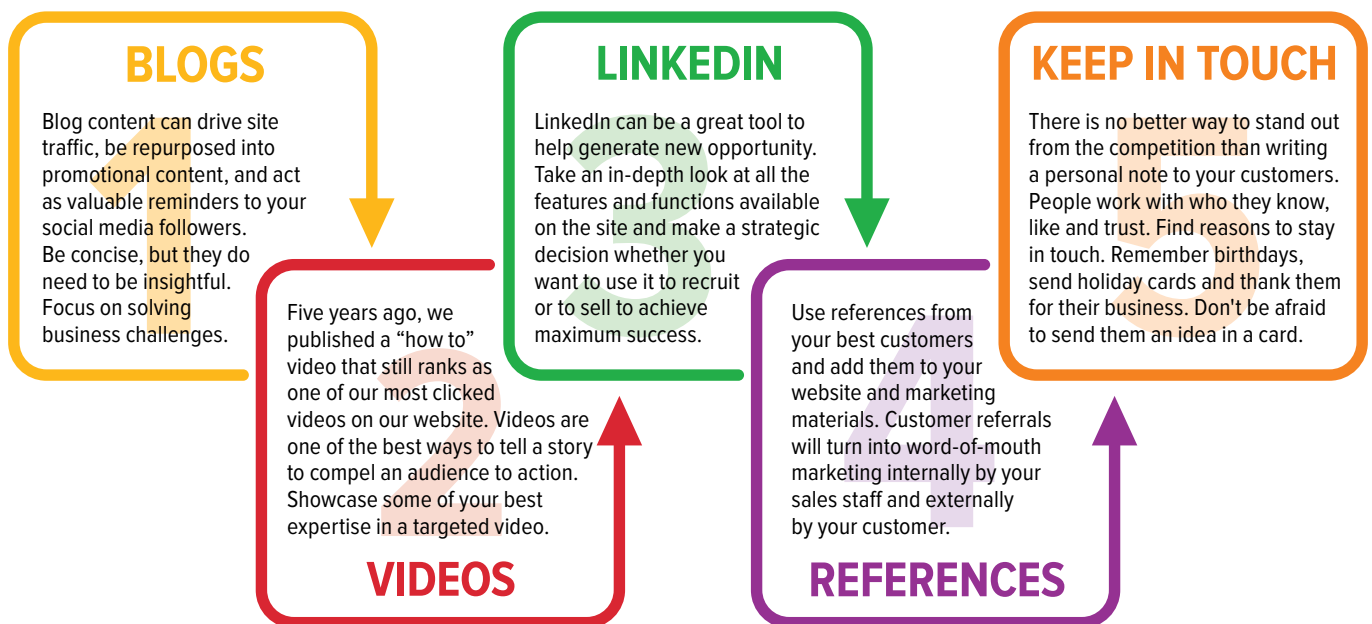 BLOGS
1
Blog content can drive site
traffic, be repurposed into
promotional content, and act
as valuable reminders to your
social media followers.
Be concise, but they do
need to be insightful.
Focus on solving
business challenges.
2
Five years ago, we
published a “how to”
video that still ranks as
one of our most clicked
videos on our website. Videos are
one of the best ways to tell a story
to compel an audience to action.
Showcase some of your best
expertise in a targeted video.
VIDEOS
LINKEDIN
3
LinkedIn can be a great tool to
help generate new opportunity.
Take an in-depth look at all the
features and functions available
on the site and make a strategic
decision whether you
want to use it to recruit
or to sell to achieve
maximum success.
4
Use references from
your best customers
and add them to your
website and marketing
materials. Customer referrals
will turn into word-of-mouth
marketing internally by your
sales staff and externally
by your customer.
REFERENCES
KEEP IN TOUCH
5
There is no better way to stand out
from the competition than writing
a personal note to your customers.
People work with who they know,
like and trust. Find reasons to stay
in touch. Remember birthdays,
send holiday cards and thank them
for their business. Don't be afraid
to send them an idea in a card.